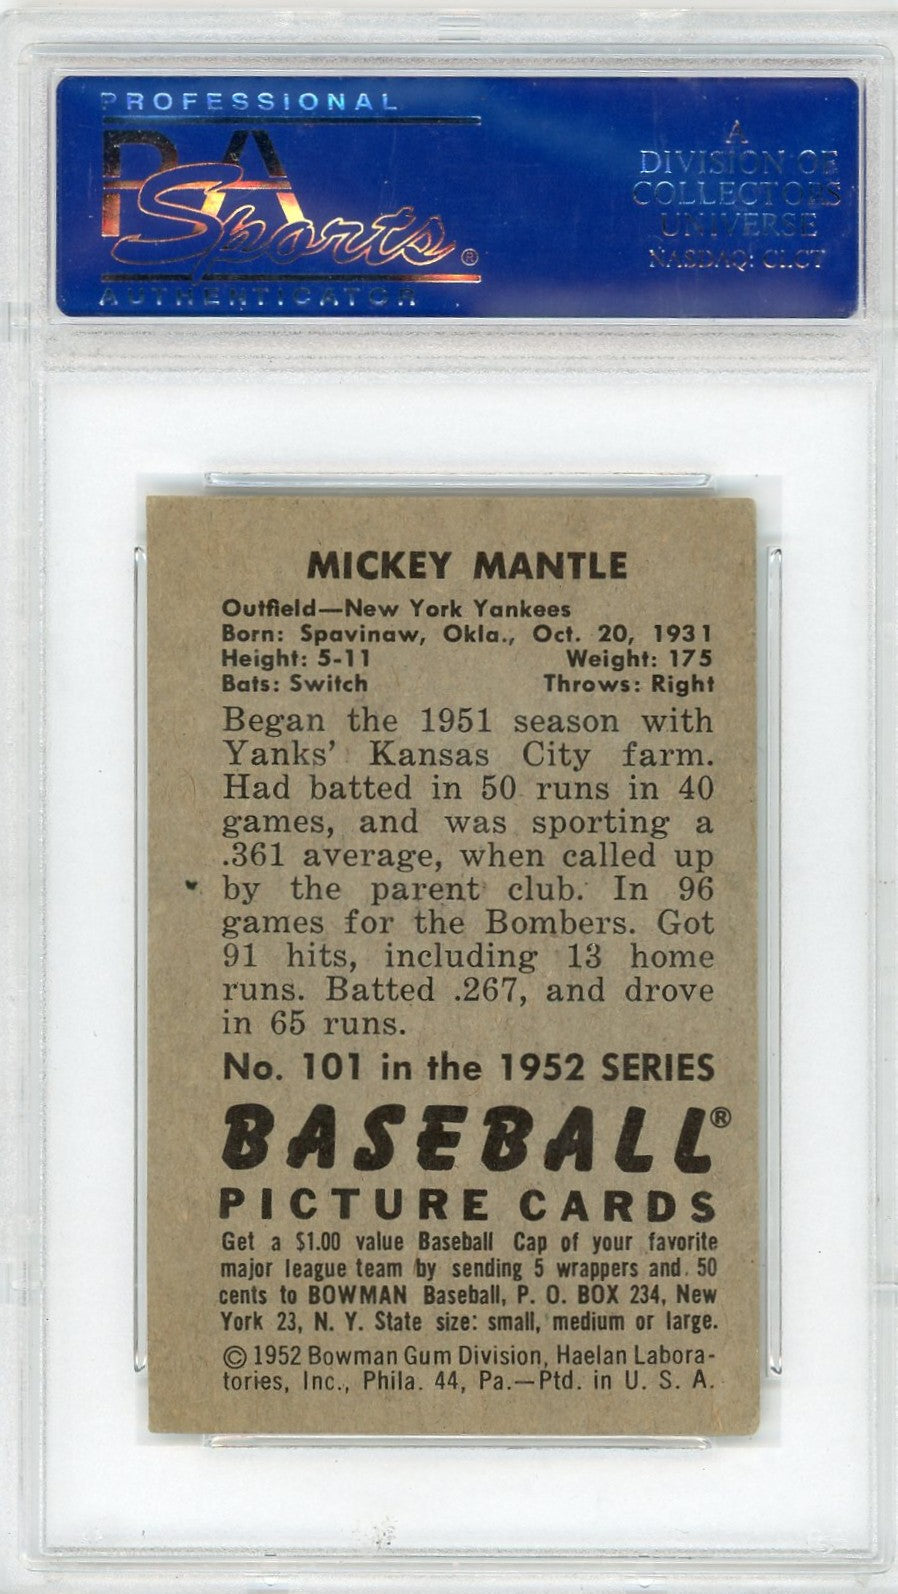 PROFESSIONAL
PSA
Sports®
AUTHENTICATOR
A
DIVISION OF
COLLECTORS
UNIVERSE
NASDAQ: CLCT
MICKEY MANTLE
Outfield—New York Yankees
Born: Spavinaw, Okla., Oct. 20, 1931
Height: 5-11 Weight: 175
Bats: Switch Throws: Right
Began the 1951 season with
Yanks' Kansas City farm.
Had batted in 50 runs in 40
games, and was sporting a
.361 average, when called up
by the parent club. In 96
games for the Bombers. Got
91 hits, including 13 home
runs. Batted .267, and drove
in 65 runs.
No. 101 in the 1952 SERIES
BASEBALL®
PICTURE CARDS
Get a $1.00 value Baseball Cap of your favorite
major league team by sending 5 wrappers and 50
cents to BOWMAN Baseball, P. O. BOX 234, New
York 23, N. Y. State size: small, medium or large.
© 1952 Bowman Gum Division, Haelan Labora-
tories, Inc., Phila. 44, Pa.—Ptd. in U. S. A.